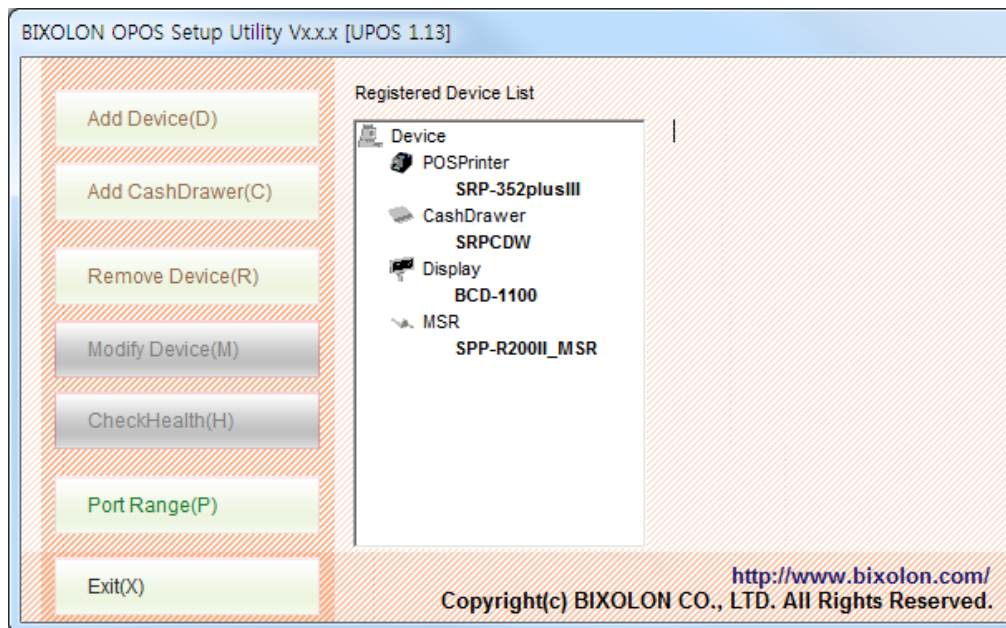 BIXOLON OPOS Setup Utility Vx.x.x [UPOS 1.13]
Add Device(D)
Add CashDrawer(C)
Remove Device(R)
Modify Device(M)
CheckHealth(H)
Port Range(P)
Exit(X)
Registered Device List
Device
POSPrinter
SRP-352plusIII
CashDrawer
SRPCDW
Display
BCD-1100
MSR
SPP-R200II_MSR
http://www.bixolon.com/
Copyright(c) BIXOLON CO., LTD. All Rights Reserved.